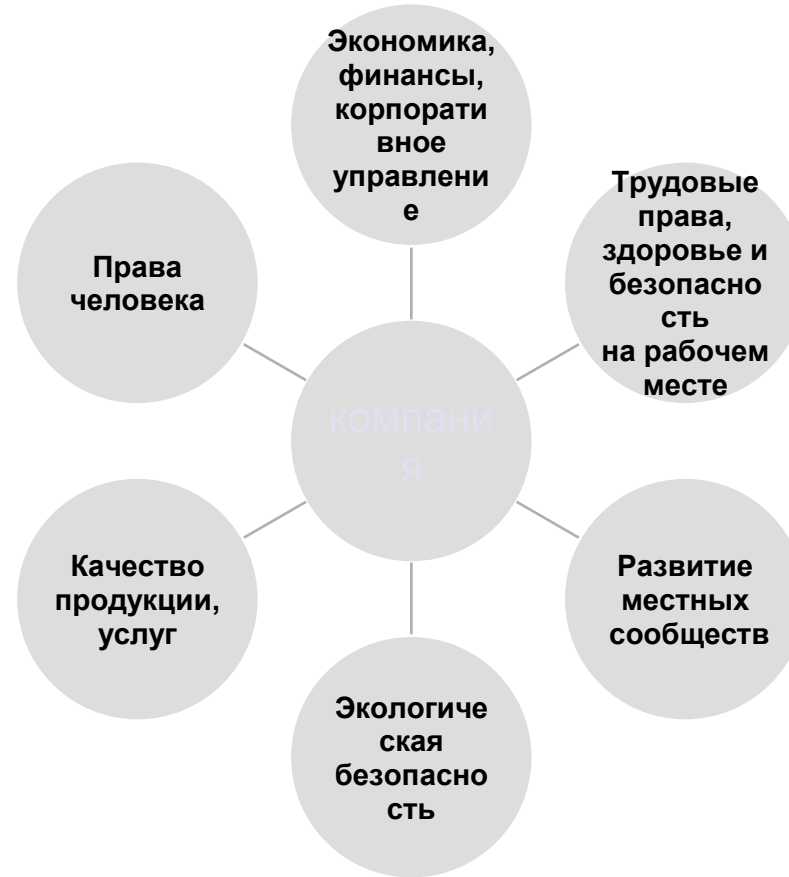 Экономика,
финансы,
корпорати
вное
управлени
е
Трудовые
права,
здоровье и
безопасно
сть
на рабочем
месте
Права
человека
компани
я
Качество
продукции,
услуг
Развитие
местных
сообществ
Экологиче
ская
безопасно
сть